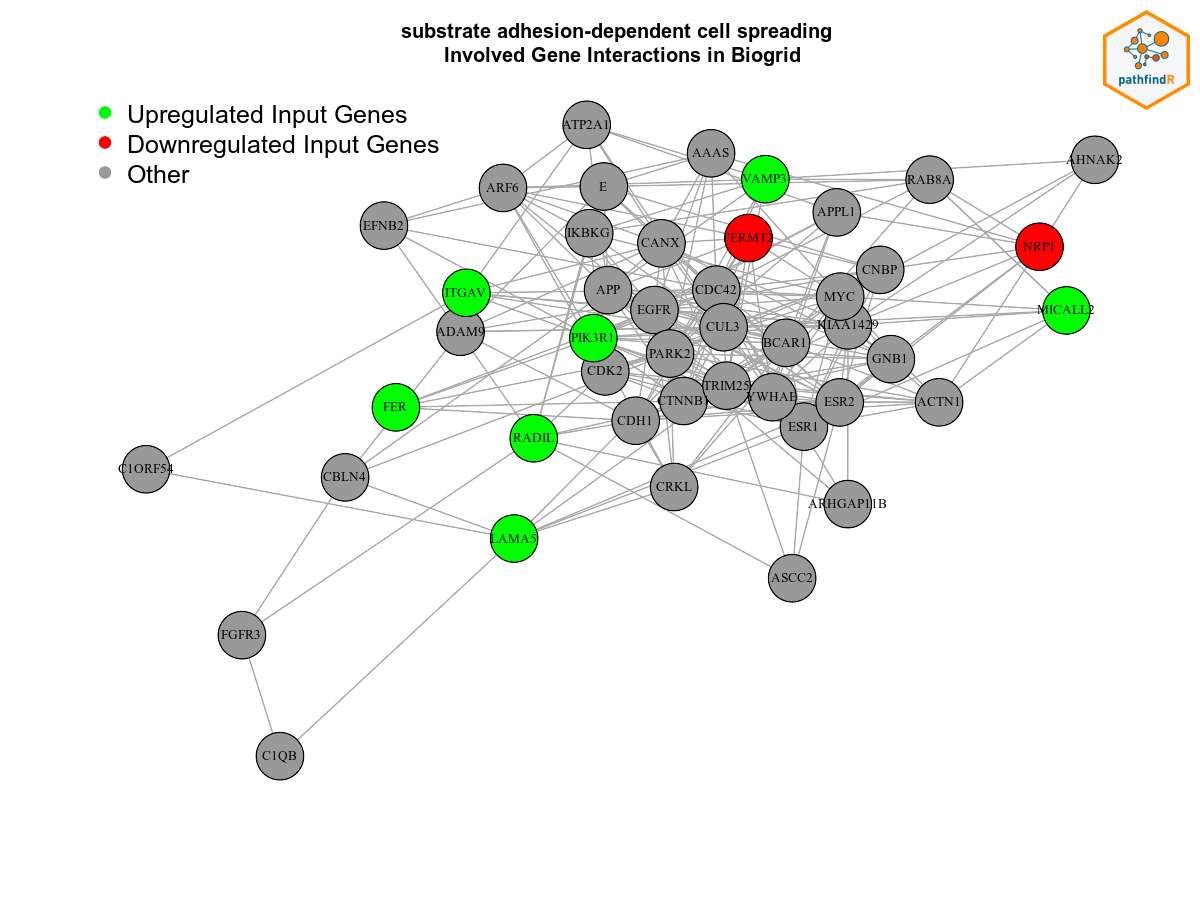 substrate adhesion-dependent cell spreading
Involved Gene Interactions in Biogrid
pathfindR
Upregulated Input Genes
Downregulated Input Genes
Other
ATP2A1
AAAS
AHNAK2
VAMP3
RAB8A
ARF6
E
APPL1
EFNB2
IKBKG
CANX
FERMT2
NRP1
CNBP
ITGAV
APP
CDC42
MYC
EGFR
MICALL2
ADAM9
PIK3R1
CUL3
KIAA1429
BCAR1
PARK2
GNB1
CDK2
TRIM25
CTNNB1
YWHAE
ESR2
ACTN1
FER
CDH1
ESR1
RADIL
C1ORF54
CBLN4
CRKL
ARHGAP11B
LAMA5
ASCC2
FGFR3
C1QB